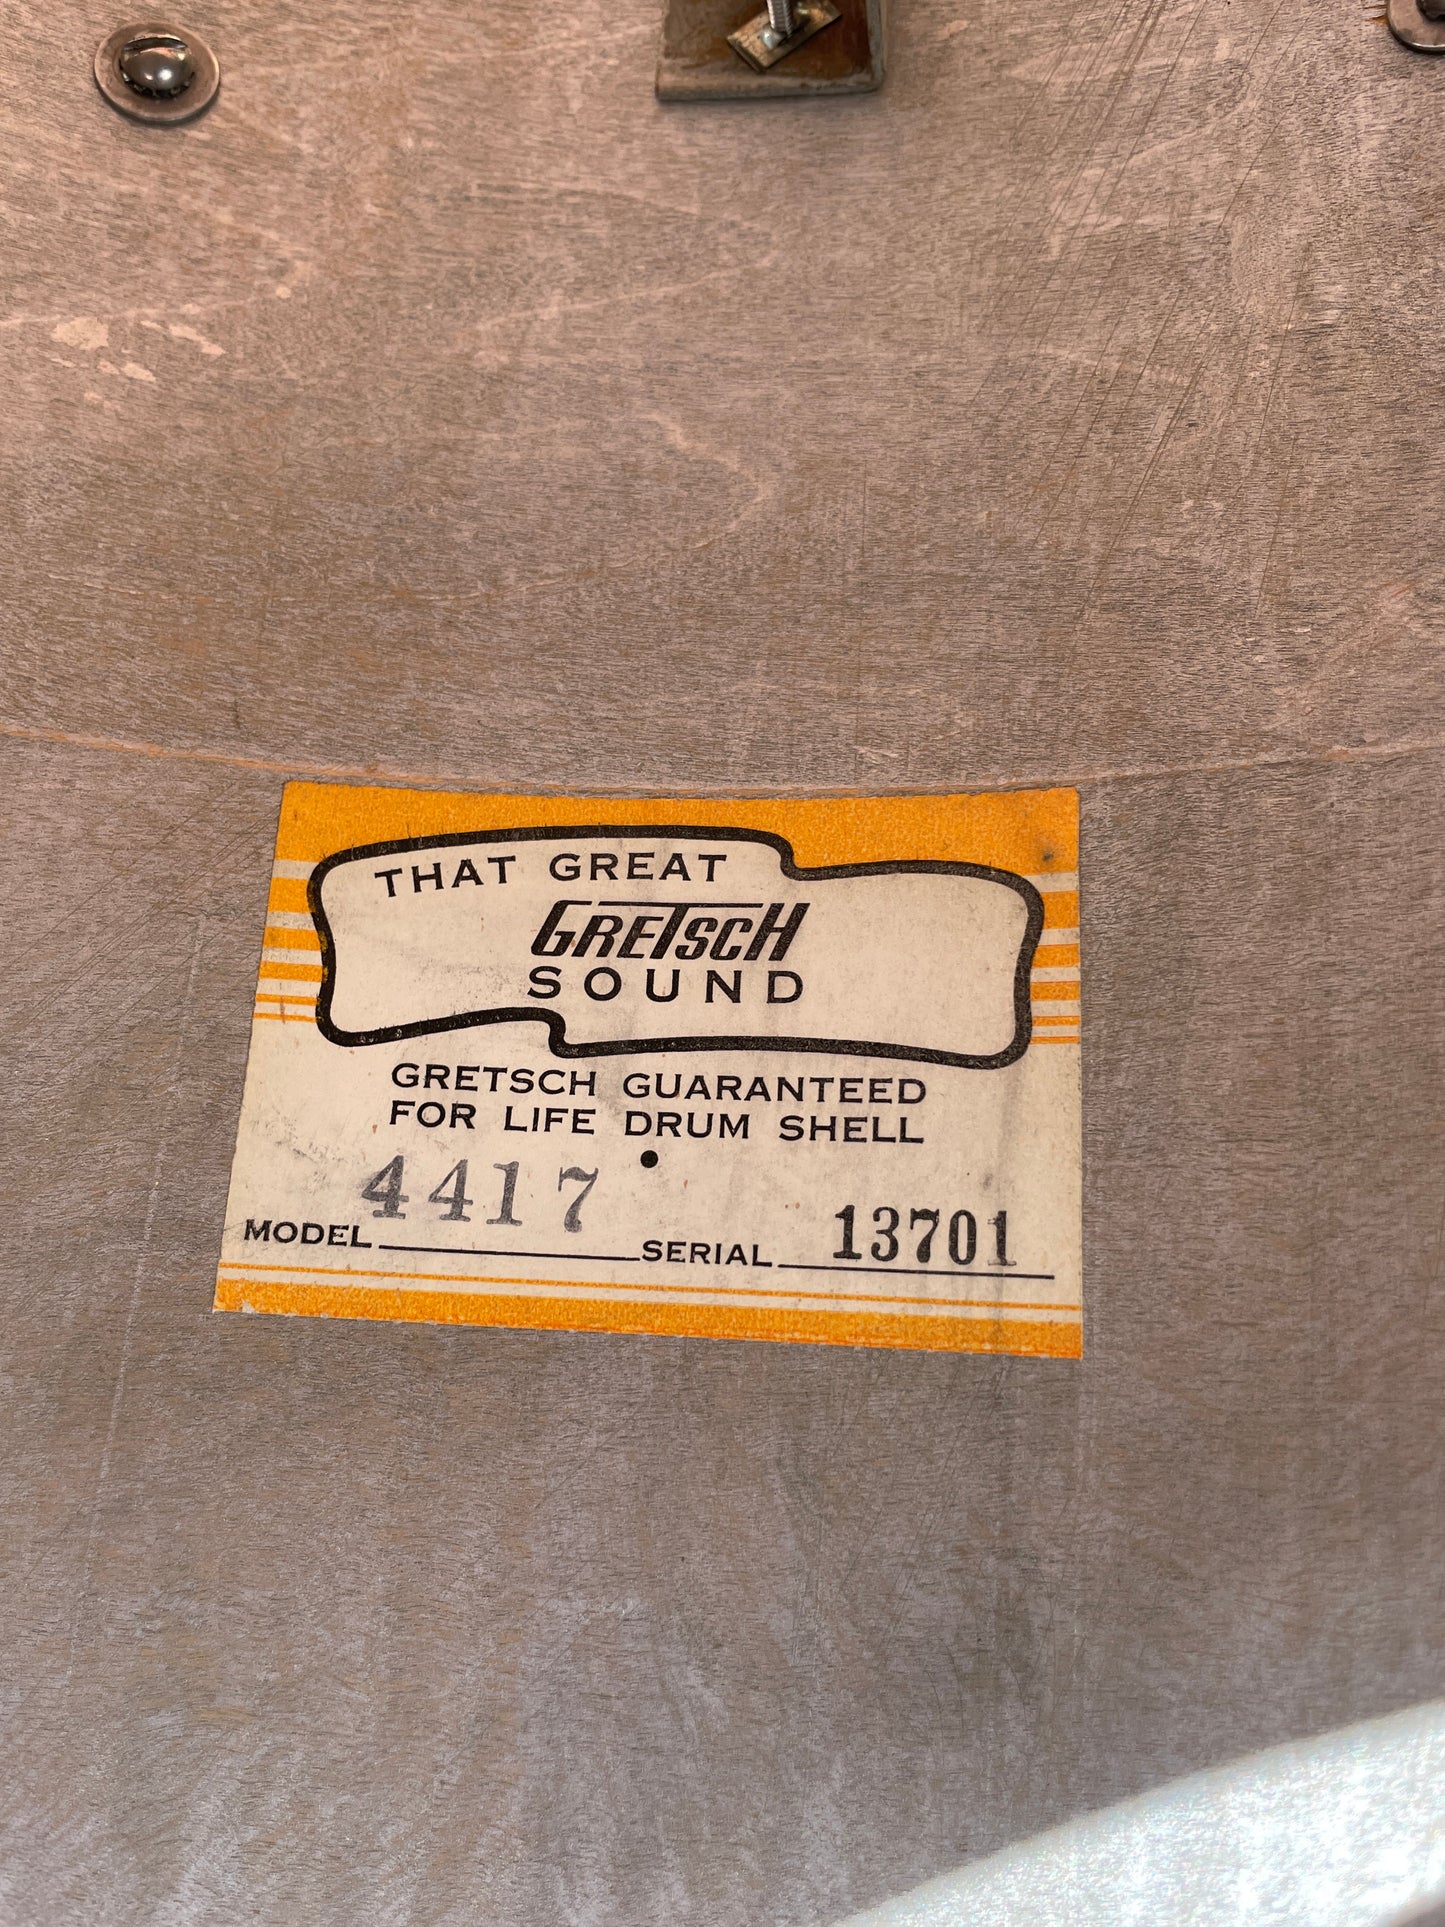 THAT GREAT
GRETSCH
SOUND
GRETSCH GUARANTEED
FOR LIFE DRUM SHELL
MODEL 4417 SERIAL 13701